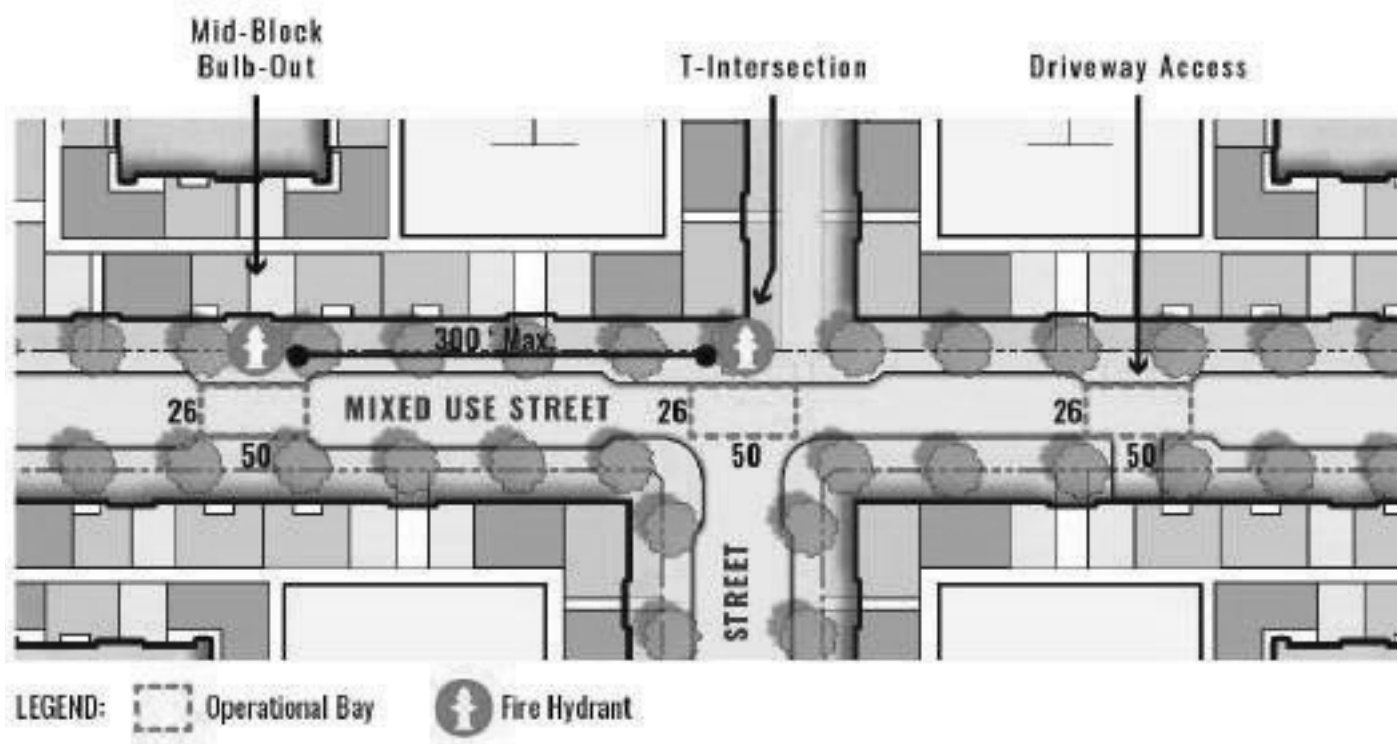 Mid-Block
Bulb-Out
T-Intersection
Driveway Access
300' Max
26
MIXED USE STREET
26
26
50
50
50
STREET
LEGEND:
Operational Bay
Fire Hydrant